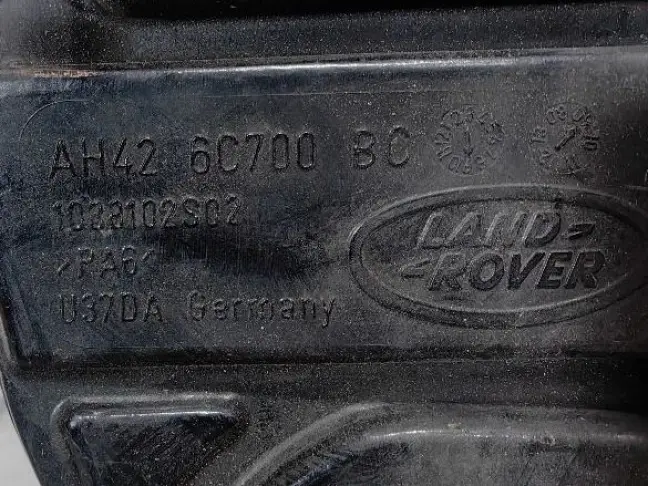 AH42 6C700 BC
1028102S02
>PA6<
U37DA Germany
LAND
ROVER